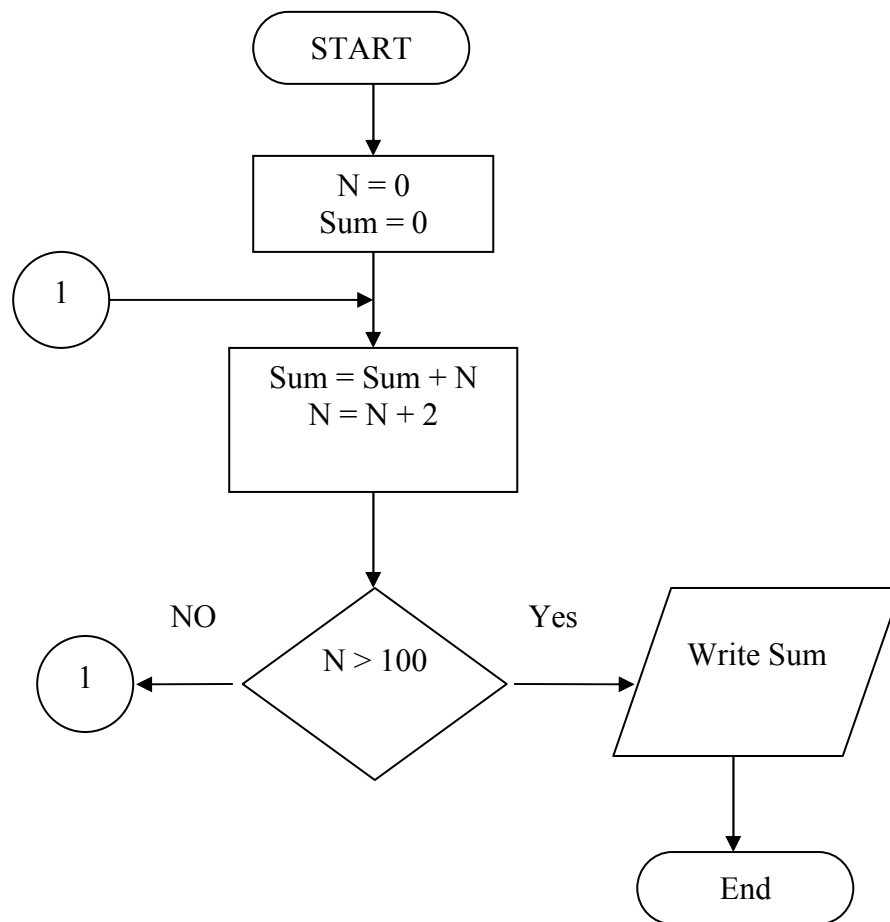 START
N = 0
Sum = 0
1
Sum = Sum + N
N = N + 2
NO
Yes
1
N > 100
Write Sum
End